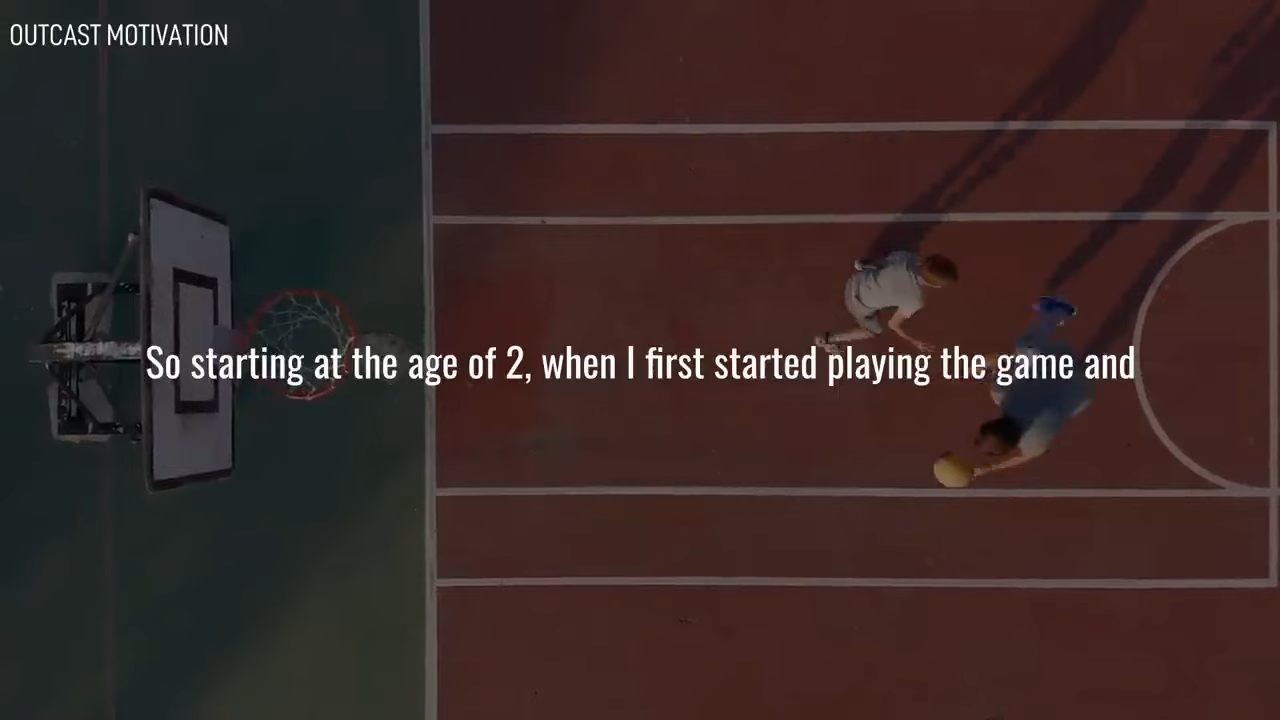 OUTCAST MOTIVATION
So starting at the age of 2, when I first started playing the game and